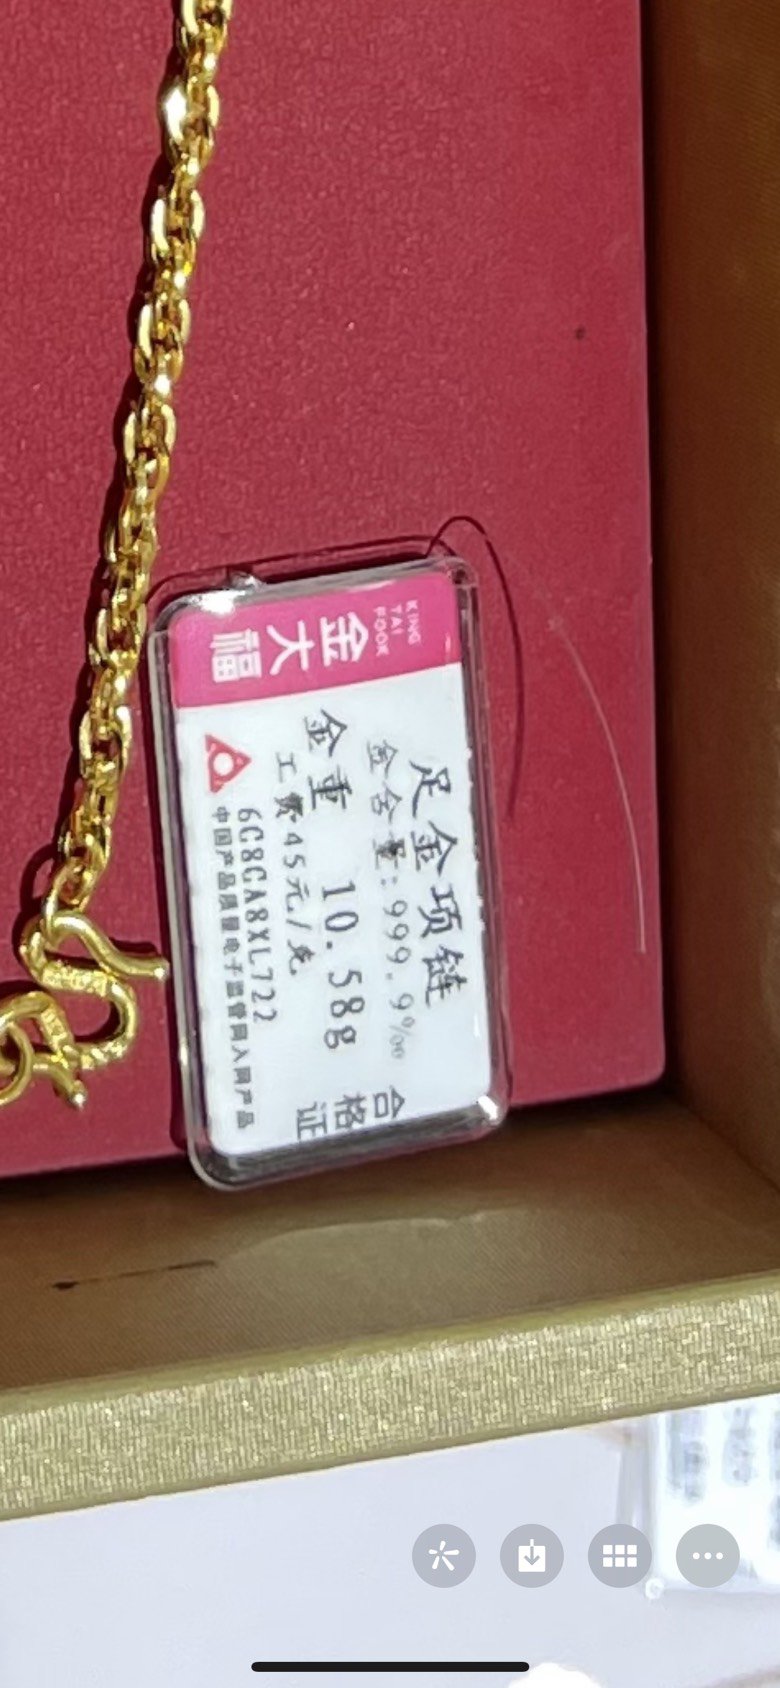 金大福
KING
TAI
FOOK
足金项链
金含量:999.9‰
金重 10.58g
工费45元/克
6G8GA8XL722
中国产品质量电子监管网入网产品
合格证